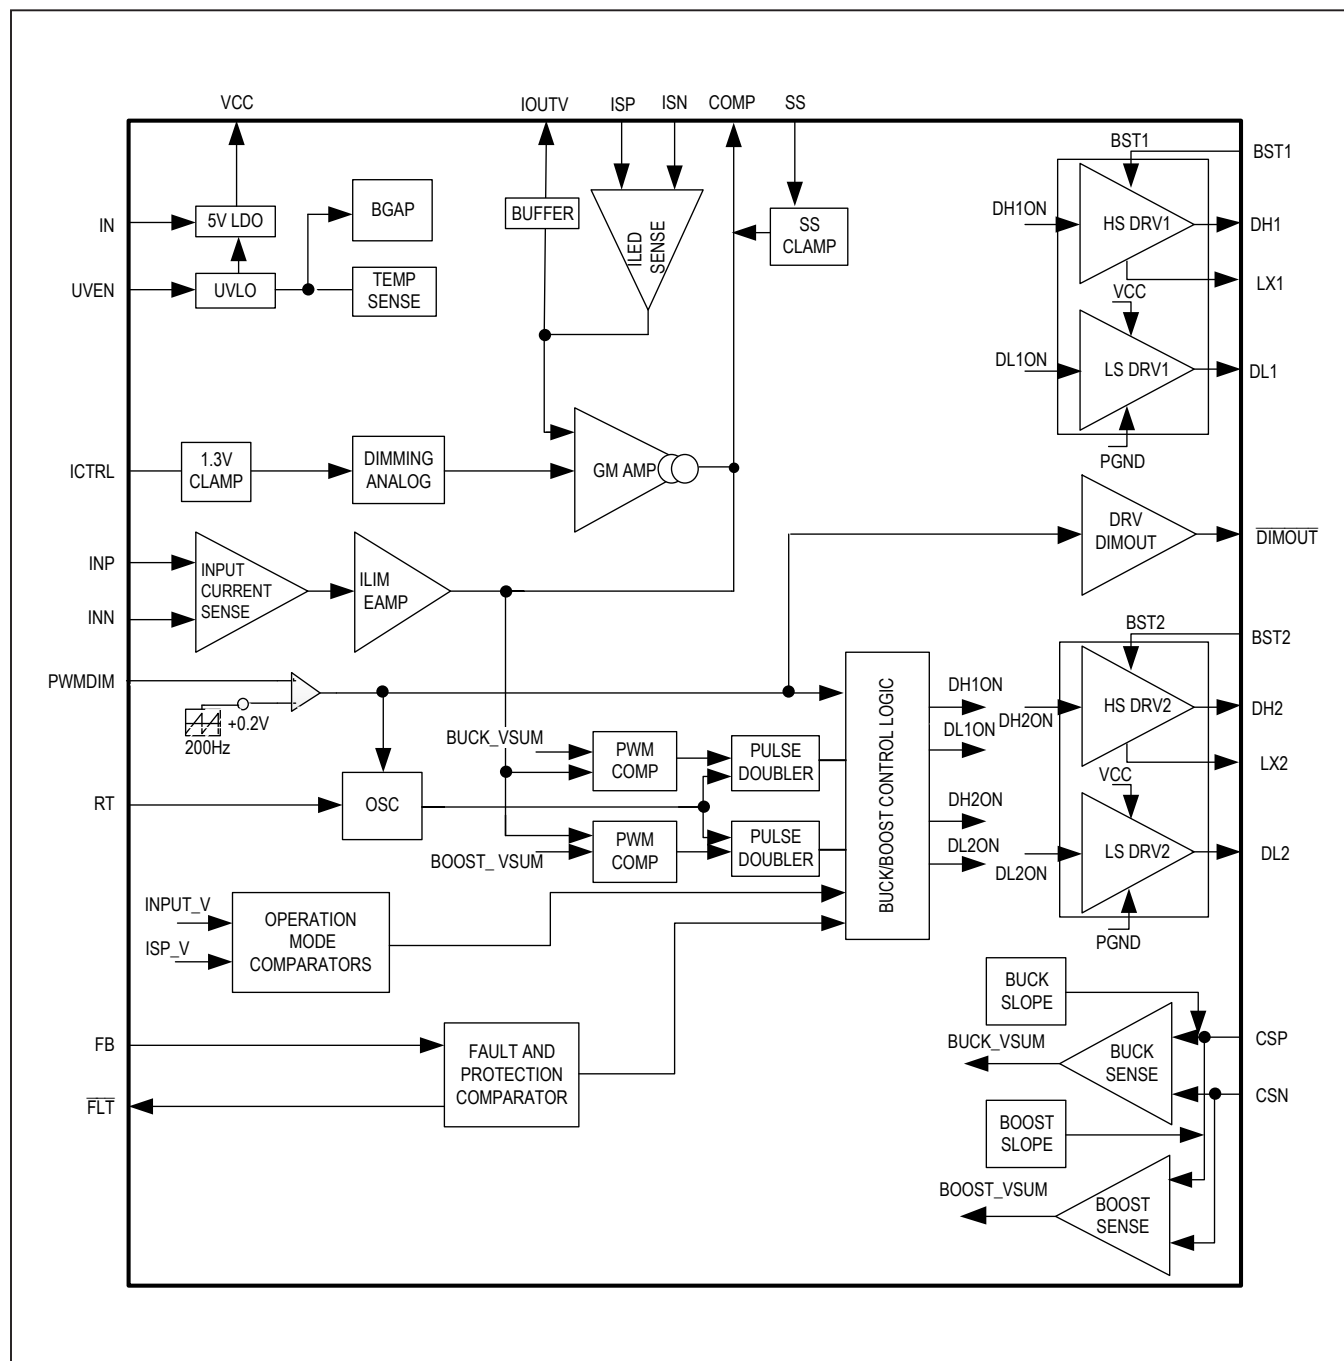 VCC
IOUTV
ISP
ISN
COMP
SS
BST1
BST1
IN
5V LDO
BGAP
BUFFER
ILED
SENSE
SS
CLAMP
DH1ON
HS DRV1
DH1
UVEN
UVLO
TEMP
SENSE
LX1
VCC
DL1ON
LS DRV1
DL1
PGND
ICTRL
1.3V
CLAMP
DIMMING
ANALOG
GM AMP
DRV
DIMOUT
DIMOUT
INP
INN
INPUT
CURRENT
SENSE
ILIM
EAMP
BST2
BST2
PWMDIM
+0.2V
200Hz
BUCK_VSUM
PWM
COMP
PULSE
DOUBLER
BUCK/BOOST CONTROL LOGIC
DH1ON
DL1ON
DH2ON
DL2ON
DH2ON
HS DRV2
DH2
LX2
VCC
RT
OSC
BOOST_VSUM
PWM
COMP
PULSE
DOUBLER
DL2ON
LS DRV2
DL2
PGND
INPUT_V
ISP_V
OPERATION
MODE
COMPARATORS
BUCK
SLOPE
FB
FLT
FAULT AND
PROTECTION
COMPARATOR
BUCK_VSUM
BUCK
SENSE
CSP
CSN
BOOST
SLOPE
BOOST_VSUM
BOOST
SENSE